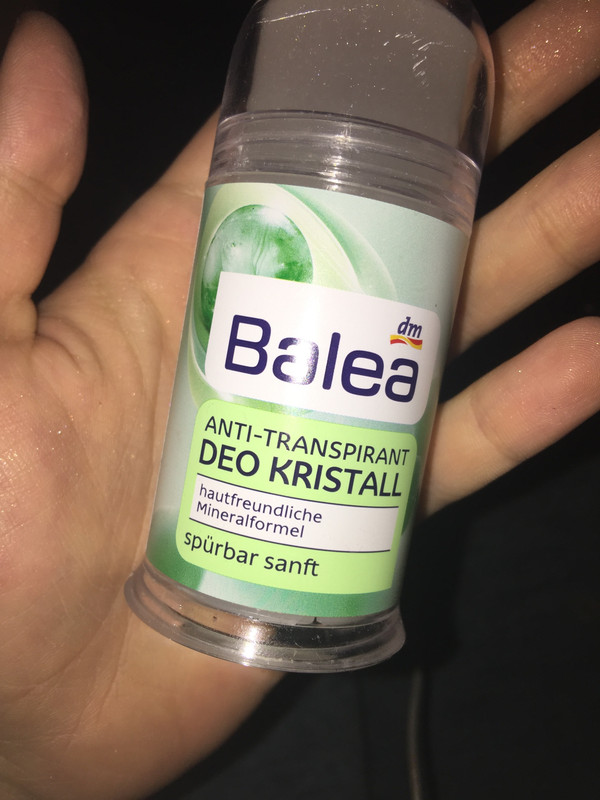 dm
Balea
ANTI-TRANSPIRANT
DEO KRISTALL
hautfreundliche
Mineralformel
spürbar sanft